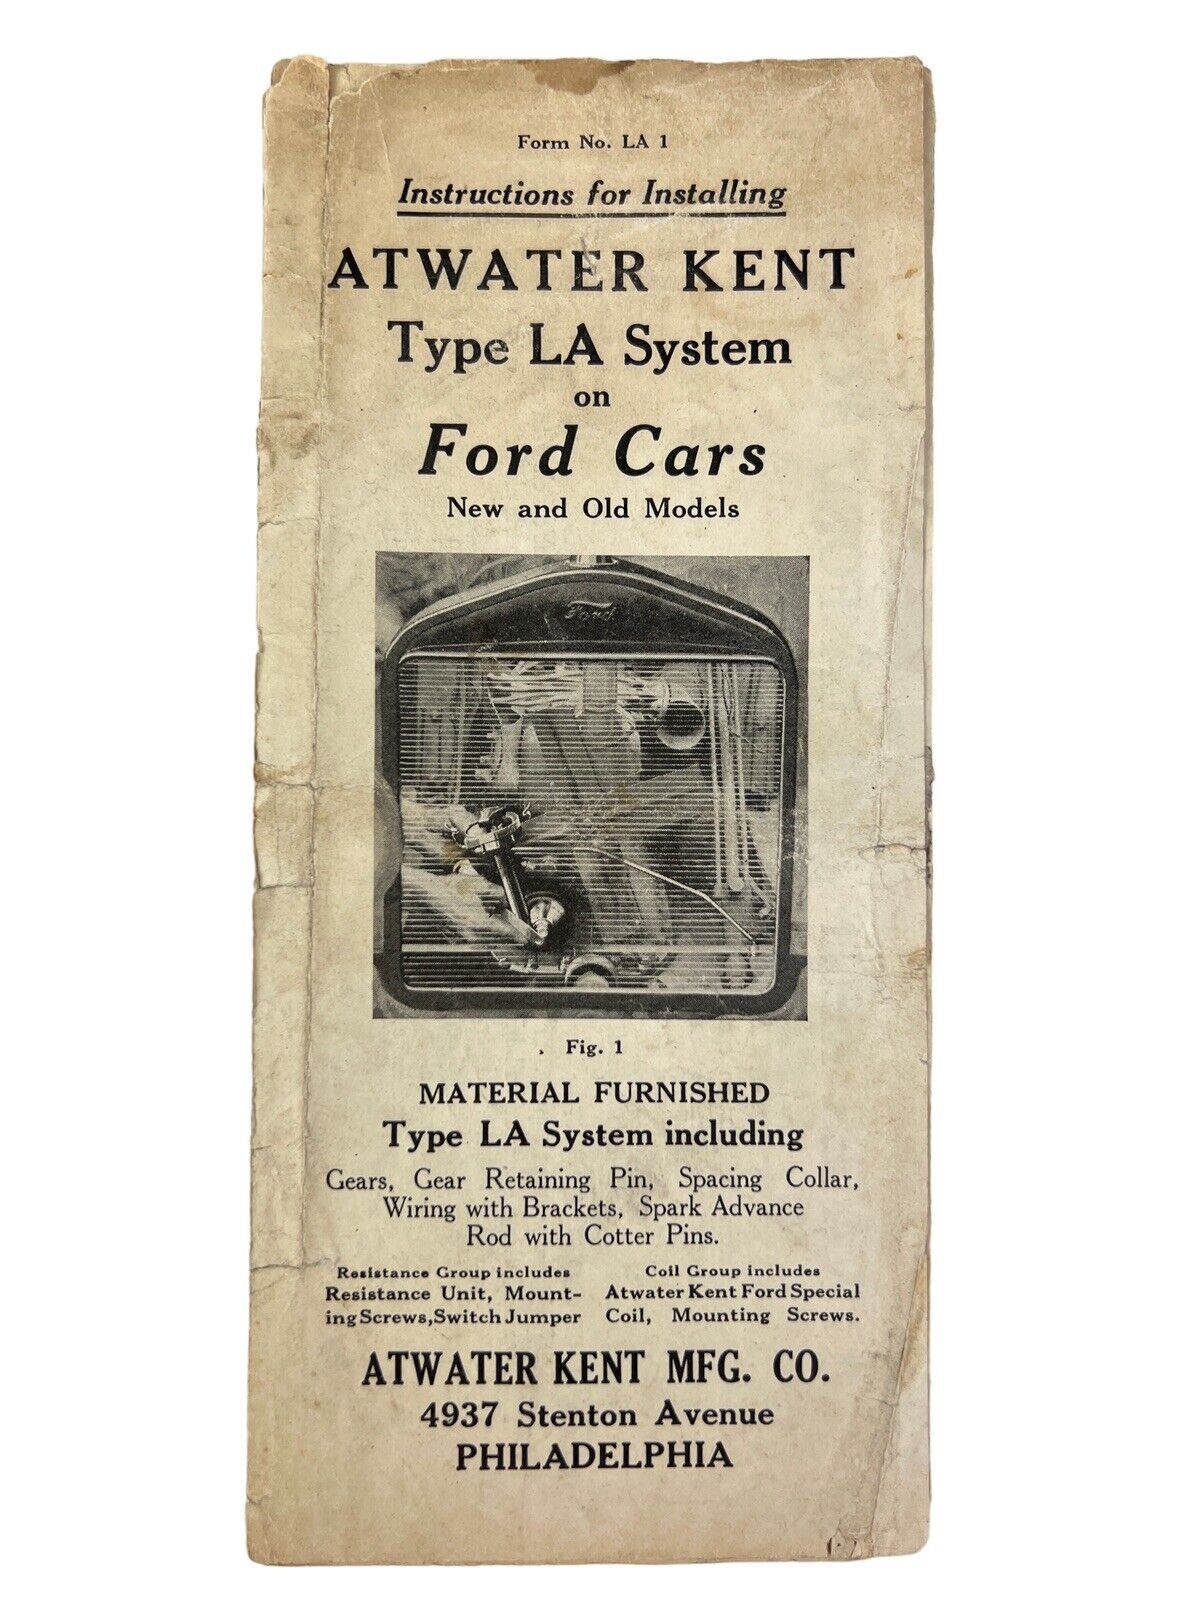 Form No. LA 1
Instructions for Installing
ATWATER KENT
Type LA System
on
Ford Cars
New and Old Models
Ford
Fig. 1
MATERIAL FURNISHED
Type LA System including
Gears, Gear Retaining Pin, Spacing Collar,
Wiring with Brackets, Spark Advance
Rod with Cotter Pins.
Resistance Group includes
Resistance Unit, Mount-
ing Screws, Switch Jumper
Coil Group includes
Atwater Kent Ford Special
Coil, Mounting Screws.
ATWATER KENT MFG. CO.
4937 Stenton Avenue
PHILADELPHIA